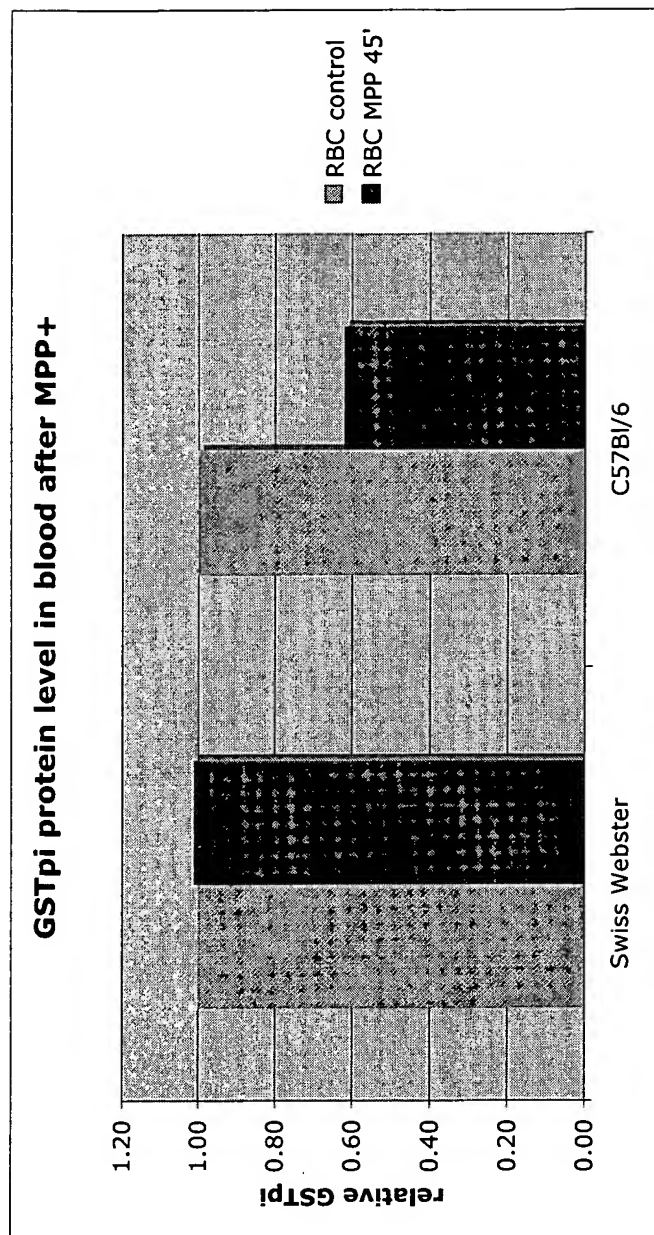 GSTpi protein level in blood after MPP+
relative GSTpi
1.20
1.00
0.80
0.60
0.40
0.20
0.00
Swiss Webster
C57Bl/6
RBC control
RBC MPP 45'